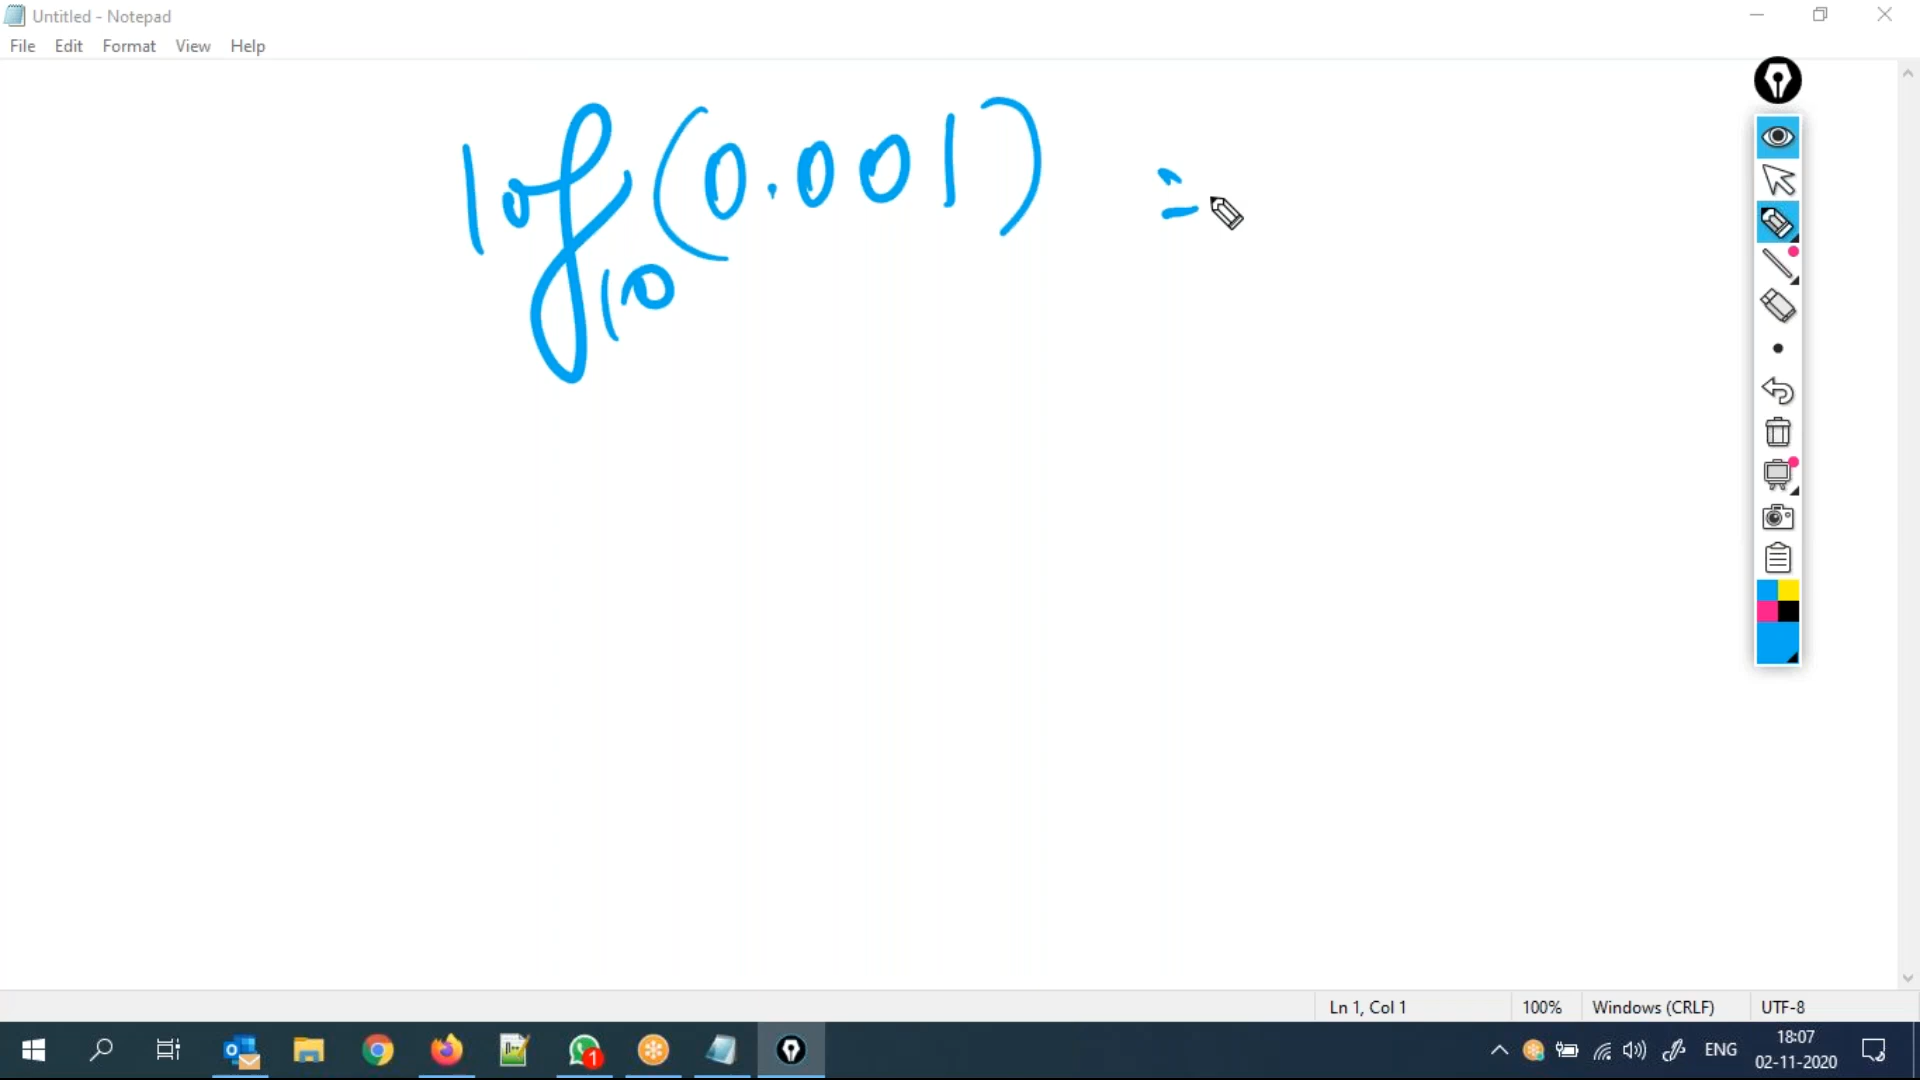 Untitled - Notepad
File Edit Format View Help
log₁₀(0.001) =
Ln 1, Col 1 100% Windows (CRLF) UTF-8
1 ENG 18:07
02-11-2020